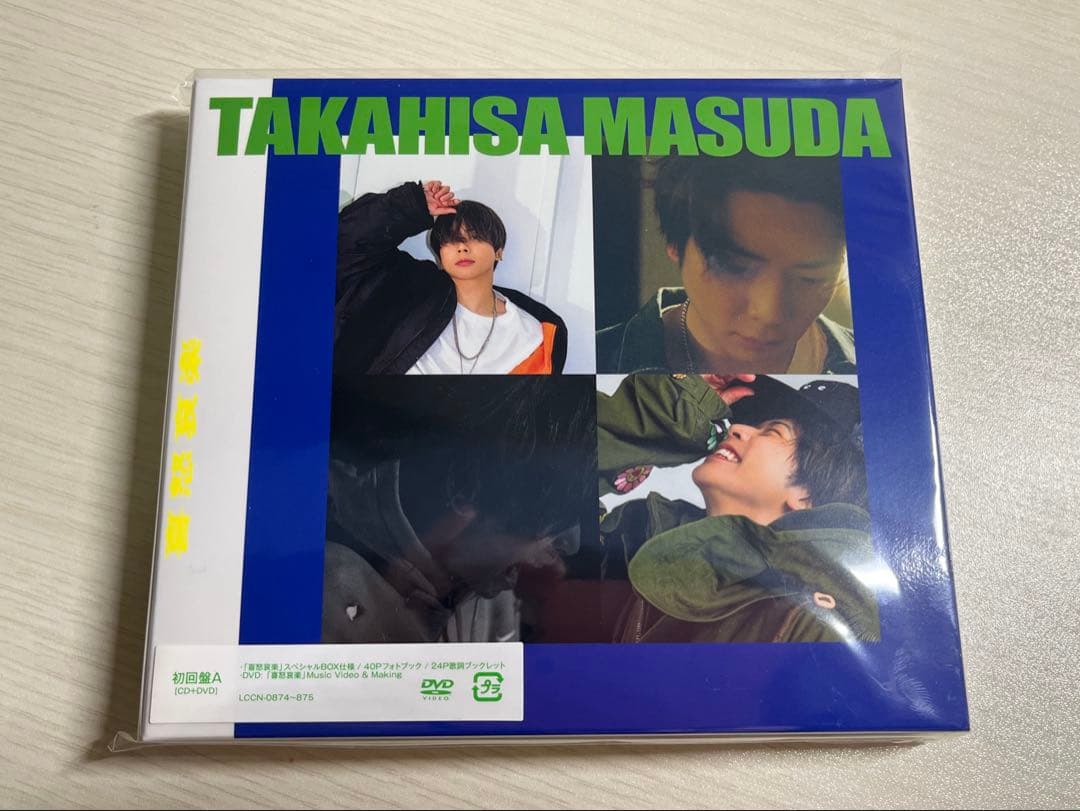 TAKAHISA MASUDA
喜怒哀楽
初回盤A
[CD+DVD]
・「喜怒哀楽」スペシャルBOX仕様 / 40Pフォトブック / 24P歌詞ブックレット
・DVD: 「喜怒哀楽」Music Video & Making
LCCN-0874~875
DVD
VIDEO
プラ